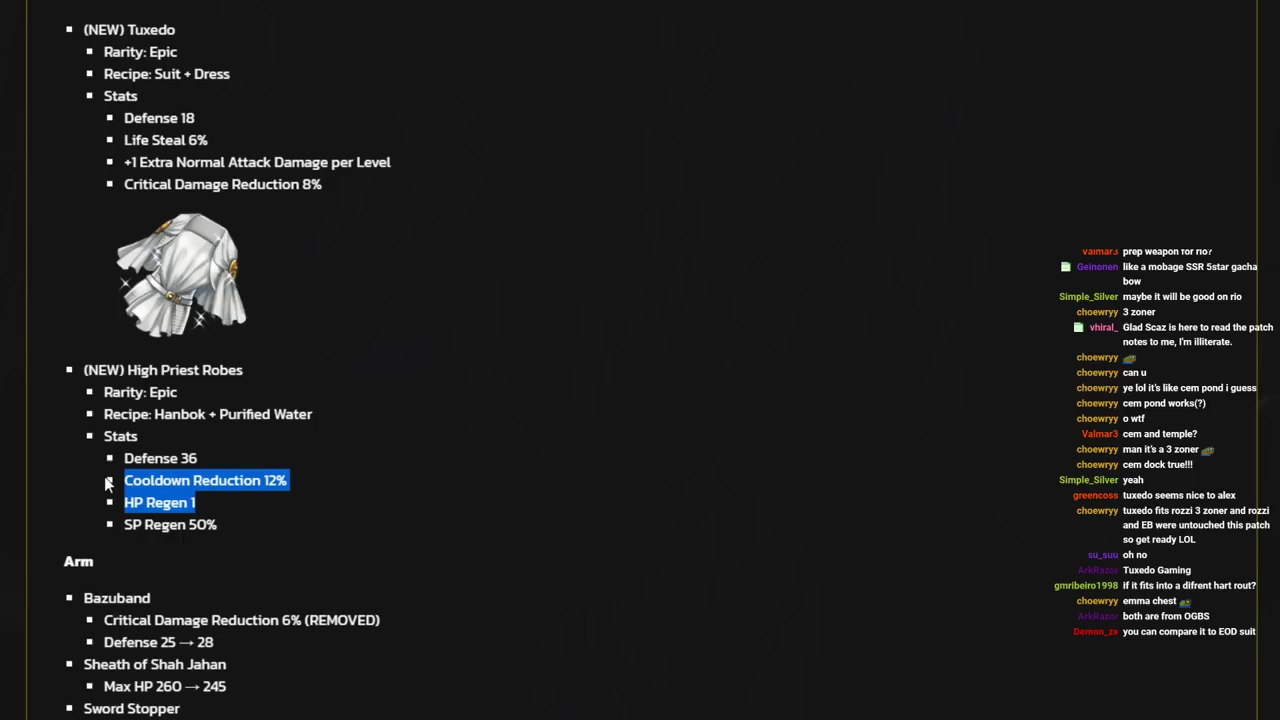 (NEW) Tuxedo
Rarity: Epic
Recipe: Suit + Dress
Stats
Defense 18
Life Steal 6%
+1 Extra Normal Attack Damage per Level
Critical Damage Reduction 8%
(NEW) High Priest Robes
Rarity: Epic
Recipe: Hanbok + Purified Water
Stats
Defense 36
Cooldown Reduction 12%
HP Regen 1
SP Regen 50%
Arm
Bazuband
Critical Damage Reduction 6% (REMOVED)
Defense 25 → 28
Sheath of Shah Jahan
Max HP 260 → 245
Sword Stopper
Valmar3 prep weapon for rio?
Geinonen like a mobage SSR 5star gacha
bow
Simple_Silver maybe it will be good on rio
choewryy 3 zoner
vhiral_ Glad Scaz is here to read the patch
notes to me, I'm illiterate.
choewryy
choewryy can u
choewryy ye lol it's like cem pond i guess
choewryy cem pond works(?)
choewryy o wtf
Valmar3 cem and temple?
choewryy man it's a 3 zoner
choewryy cem dock true!!!
Simple_Silver yeah
greencoss tuxedo seems nice to alex
choewryy tuxedo fits rozzi 3 zoner and rozzi
and EB were untouched this patch
so get ready LOL
su_suu oh no
ArkRazor Tuxedo Gaming
gmribeiro1998 if it fits into a difrent hart rout?
choewryy emma chest
ArkRazor both are from OGBS
Demon_zx you can compare it to EOD suit